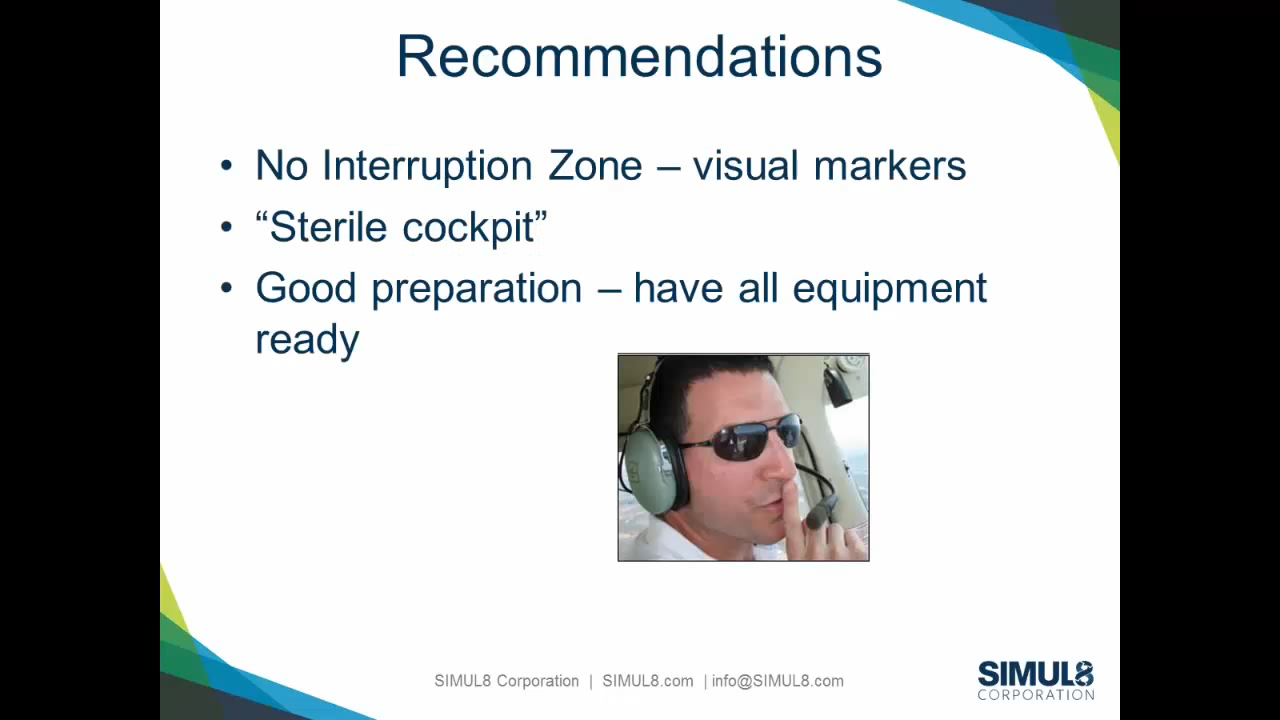 Recommendations
• No Interruption Zone – visual markers
• “Sterile cockpit”
• Good preparation – have all equipment
ready
SIMUL8 Corporation | SIMUL8.com | info@SIMUL8.com
SIMUL8
CORPORATION